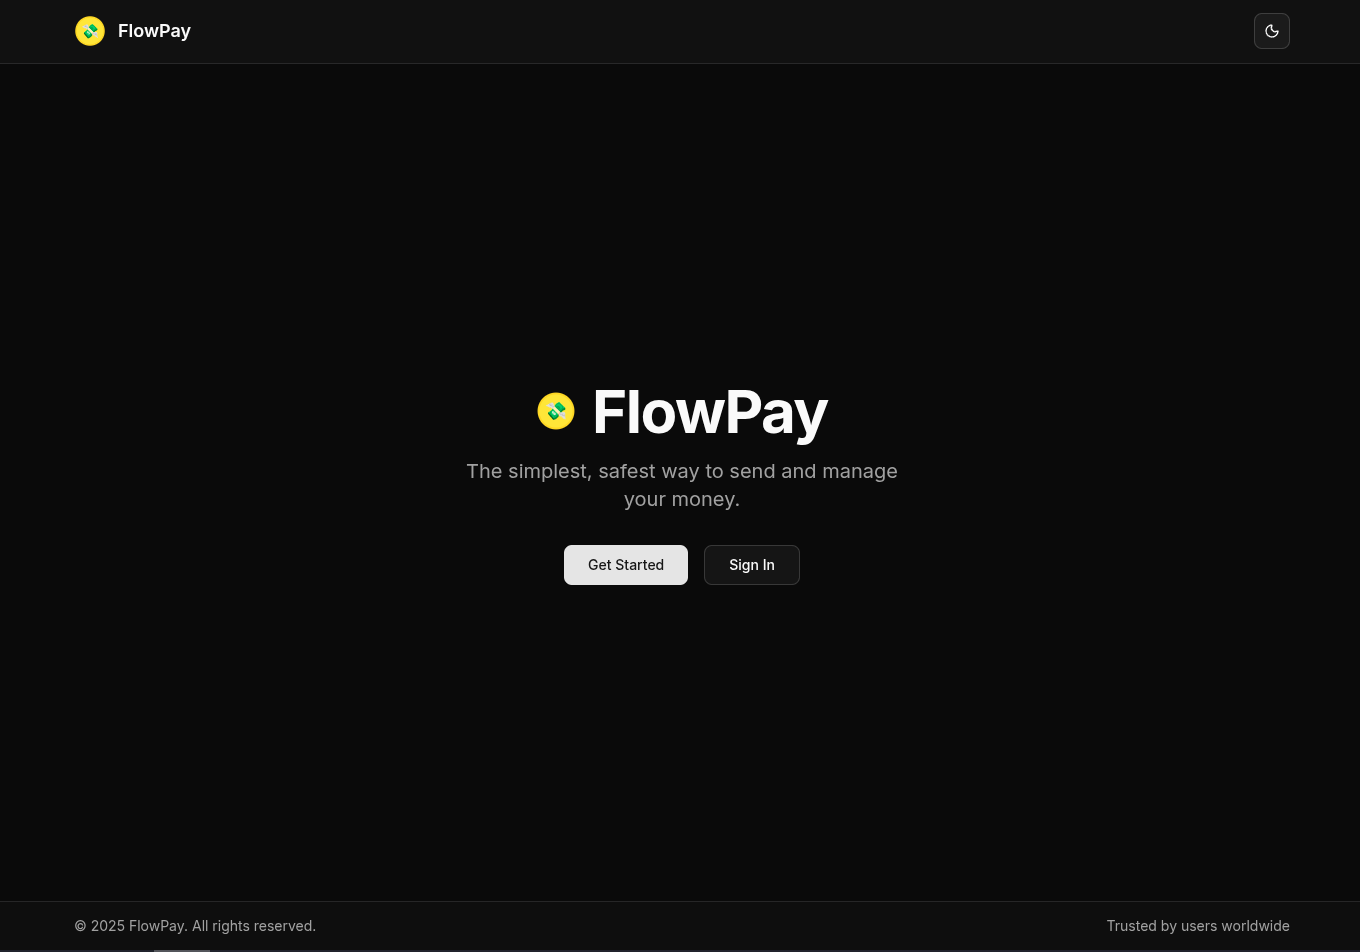 FlowPay
FlowPay
The simplest, safest way to send and manage
your money.
Get Started
Sign In
© 2025 FlowPay. All rights reserved.
Trusted by users worldwide